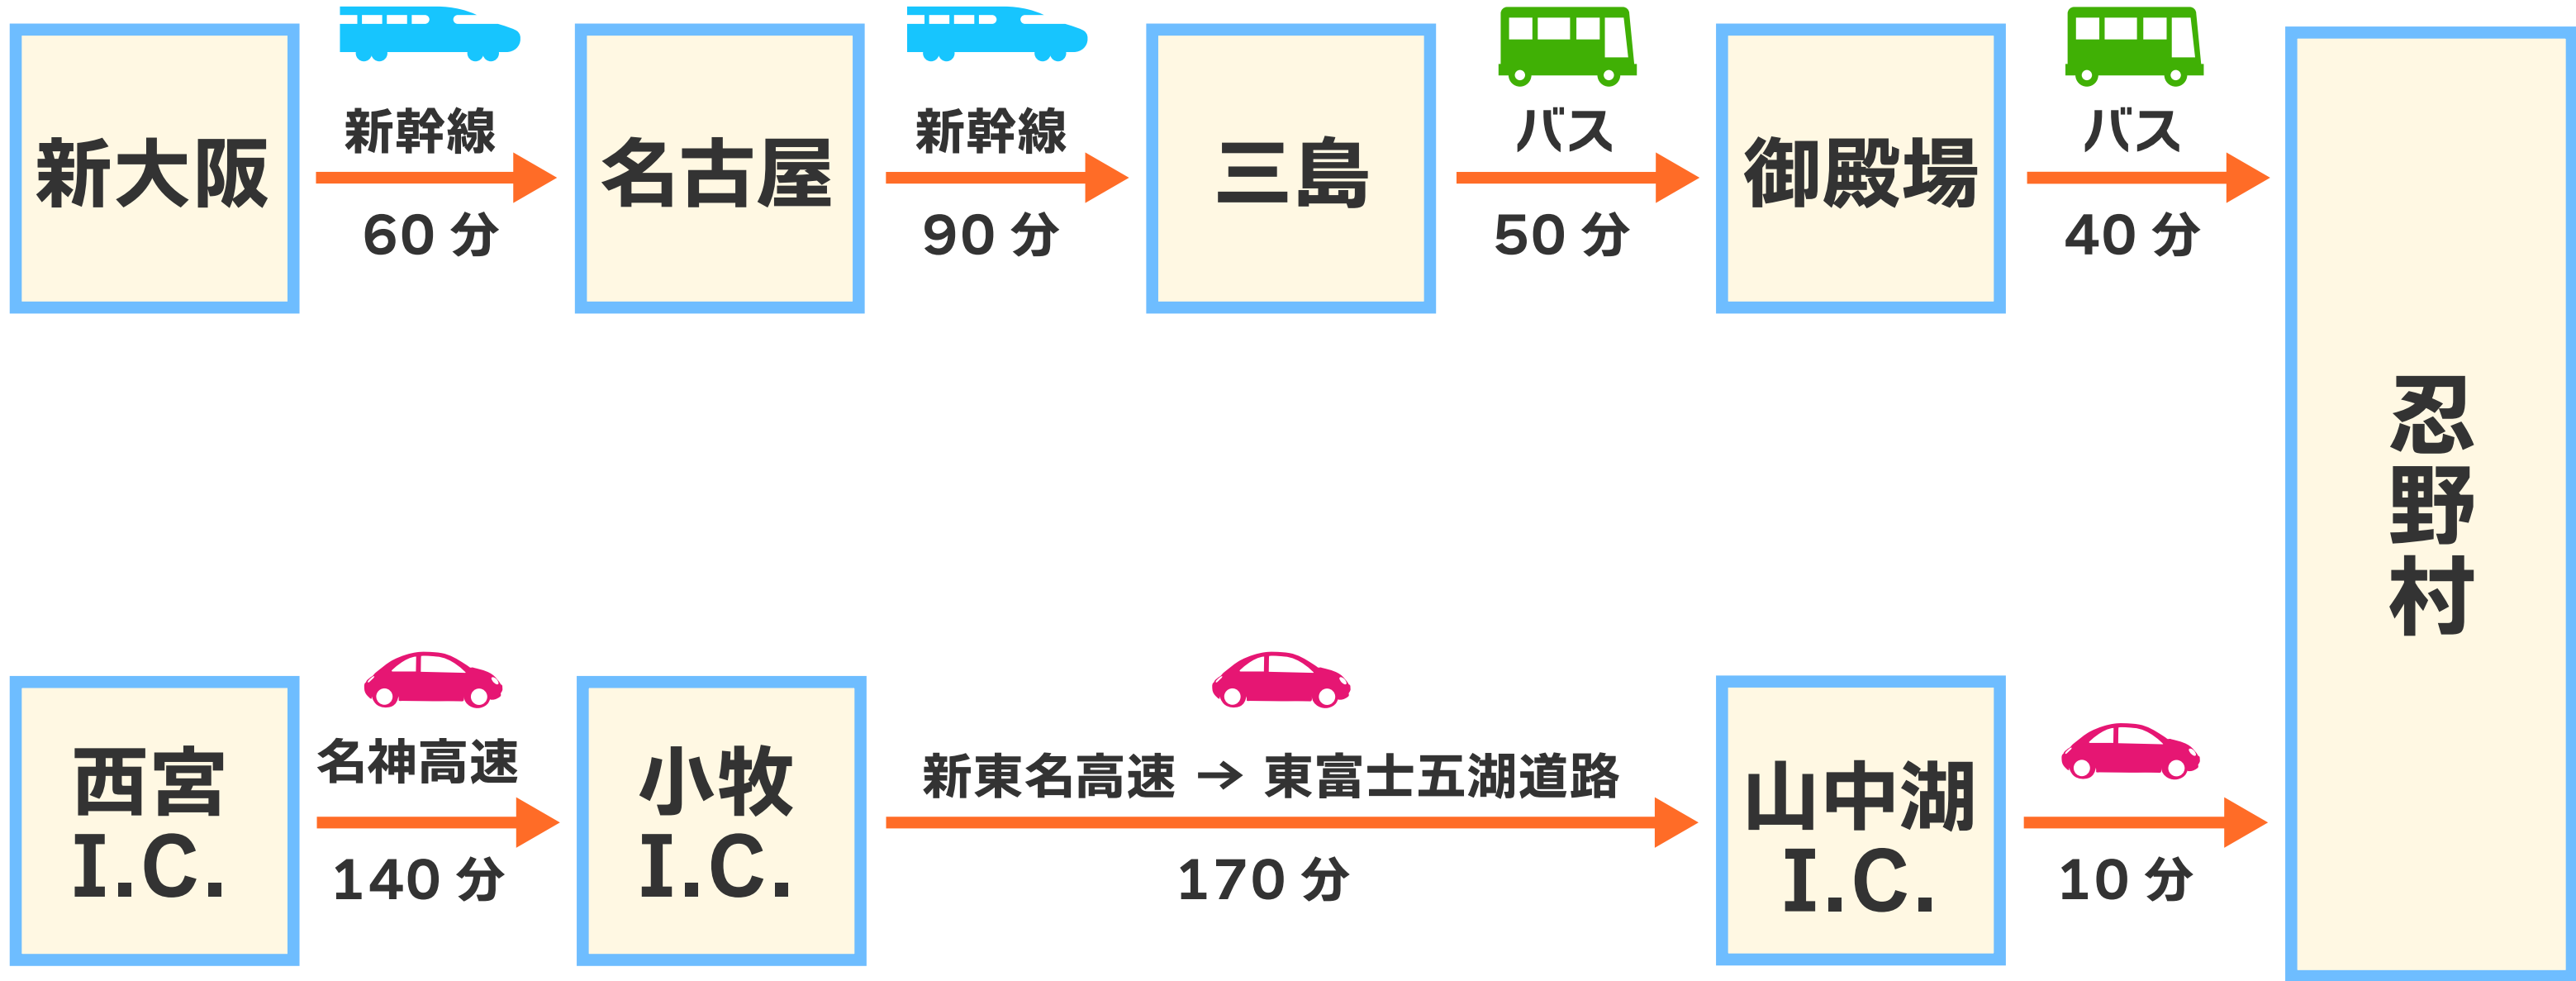 新大阪
新幹線
60 分
名古屋
新幹線
90 分
三島
バス
50 分
御殿場
バス
40 分
忍野村
西宮
I.C.
名神高速
140 分
小牧
I.C.
新東名高速 → 東富士五湖道路
170 分
山中湖
I.C.
10 分